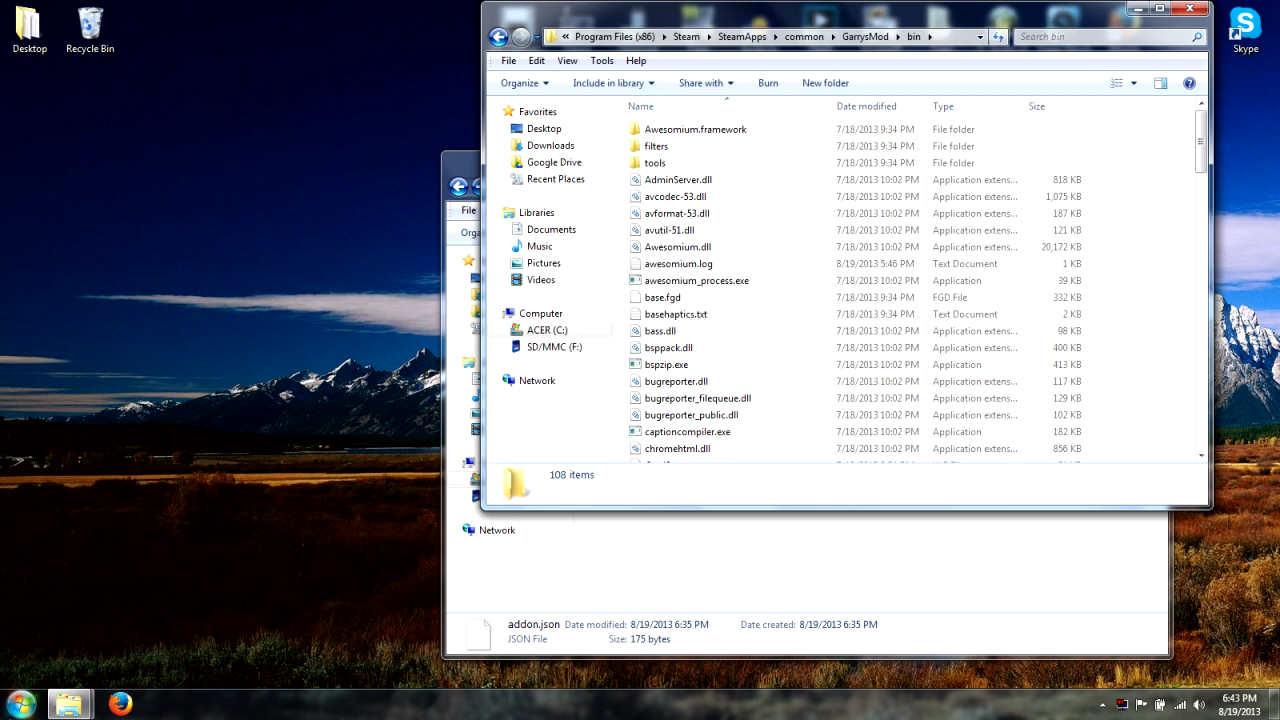 Desktop
Recycle Bin
Skype
« Program Files (x86) Steam SteamApps common GarrysMod bin
Search bin
File Edit View Tools Help
Organize Include in library Share with Burn New folder
Name Date modified Type Size
Favorites
Desktop
Downloads
Google Drive
Recent Places
Libraries
Documents
Music
Pictures
Videos
Computer
ACER (C:)
SD/MMC (F:)
Network
Awesomium.framework 7/18/2013 9:34 PM File folder
filters 7/18/2013 9:34 PM File folder
tools 7/18/2013 9:34 PM File folder
AdminServer.dll 7/18/2013 10:02 PM Application extens... 818 KB
avcodec-53.dll 7/18/2013 10:02 PM Application extens... 1,075 KB
avformat-53.dll 7/18/2013 10:02 PM Application extens... 187 KB
avutil-51.dll 7/18/2013 10:02 PM Application extens... 121 KB
Awesomium.dll 7/18/2013 10:02 PM Application extens... 20,172 KB
awesomium.log 8/19/2013 5:46 PM Text Document 1 KB
awesomium_process.exe 7/18/2013 10:02 PM Application 39 KB
base.fgd 7/18/2013 9:34 PM FGD File 332 KB
basehaptics.txt 7/18/2013 9:34 PM Text Document 2 KB
bass.dll 7/18/2013 10:02 PM Application extens... 98 KB
bsppack.dll 7/18/2013 10:02 PM Application extens... 400 KB
bspzip.exe 7/18/2013 10:02 PM Application 413 KB
bugreporter.dll 7/18/2013 10:02 PM Application extens... 117 KB
bugreporter_filequeue.dll 7/18/2013 10:02 PM Application extens... 129 KB
bugreporter_public.dll 7/18/2013 10:02 PM Application extens... 102 KB
captioncompiler.exe 7/18/2013 10:02 PM Application 182 KB
chromehtml.dll 7/18/2013 10:02 PM Application extens... 856 KB
108 items
File
Orga
Network
addon.json Date modified: 8/19/2013 6:35 PM Date created: 8/19/2013 6:35 PM
JSON File Size: 175 bytes
6:43 PM
8/19/2013